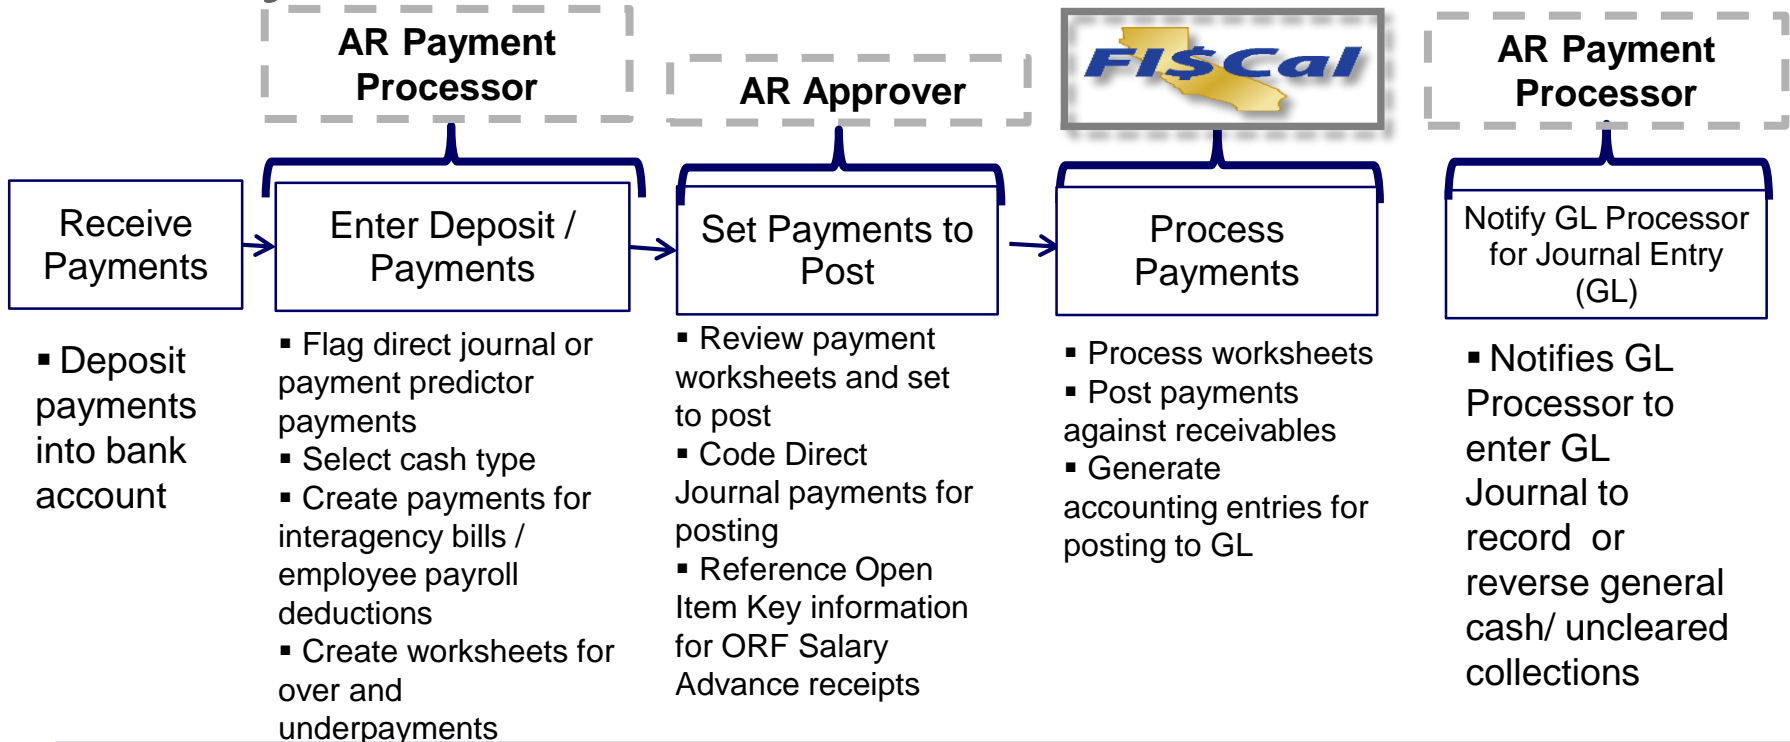 AR Payment
Processor
AR Approver
FI$Cal
AR Payment
Processor
Receive
Payments
Enter Deposit /
Payments
Set Payments to
Post
Process
Payments
Notify GL Processor
for Journal Entry
(GL)
▪ Deposit
payments
into bank
account
▪ Flag direct journal or
payment predictor
payments
▪ Select cash type
▪ Create payments for
interagency bills /
employee payroll
deductions
▪ Create worksheets for
over and
underpayments
▪ Review payment
worksheets and set
to post
▪ Code Direct
Journal payments for
posting
▪ Reference Open
Item Key information
for ORF Salary
Advance receipts
▪ Process worksheets
▪ Post payments
against receivables
▪ Generate
accounting entries for
posting to GL
▪ Notifies GL
Processor to
enter GL
Journal to
record or
reverse general
cash/ uncleared
collections